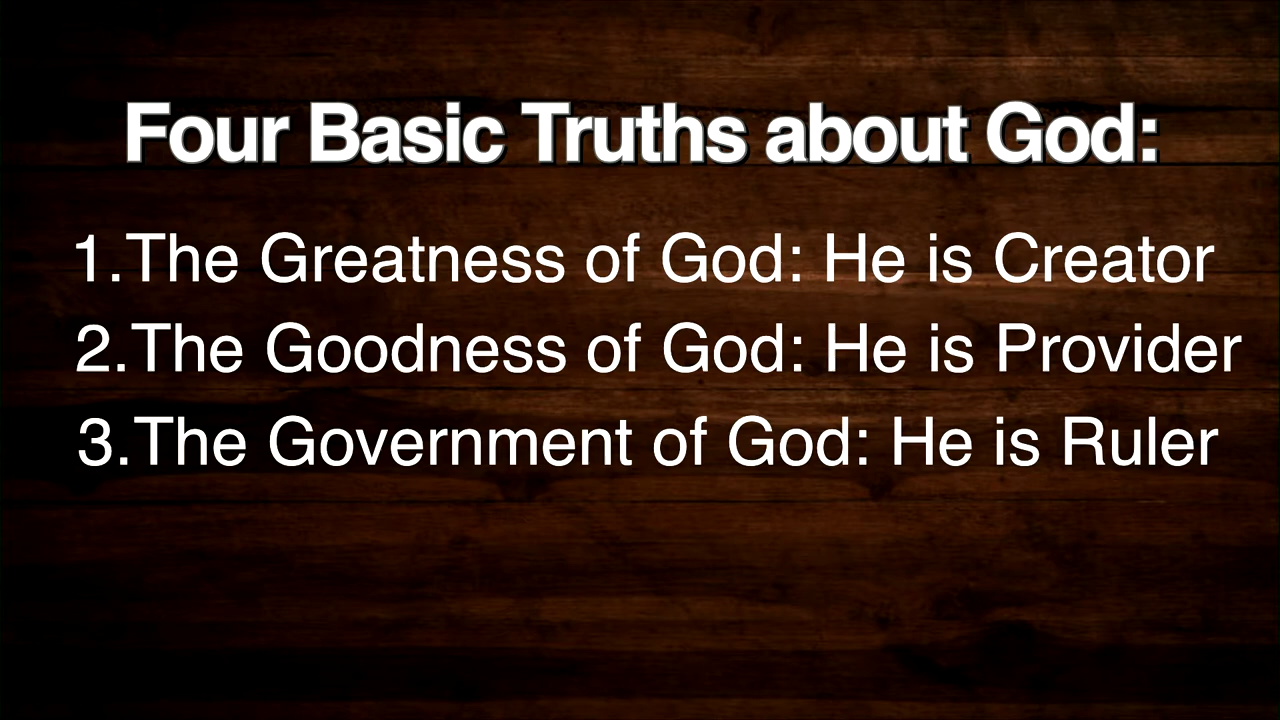 Four Basic Truths about God:
1.The Greatness of God: He is Creator
2.The Goodness of God: He is Provider
3.The Government of God: He is Ruler